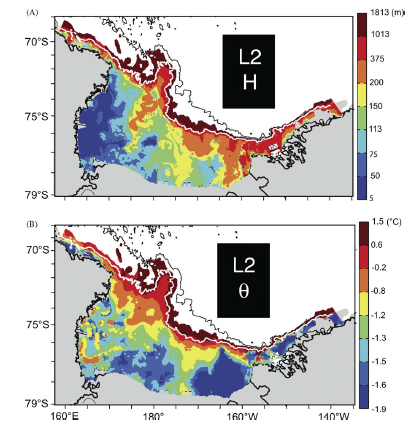 (A)
1813 (m)
70°S
L2
H
1013
375
200
150
75°S
113
75
50
79°S
5
(B)
1.5 (°C)
70°S
L2
θ
0.6
-0.2
-0.8
-1.2
75°S
-1.3
-1.5
-1.6
79°S
-1.9
160°E
180°W
160°W
140°W